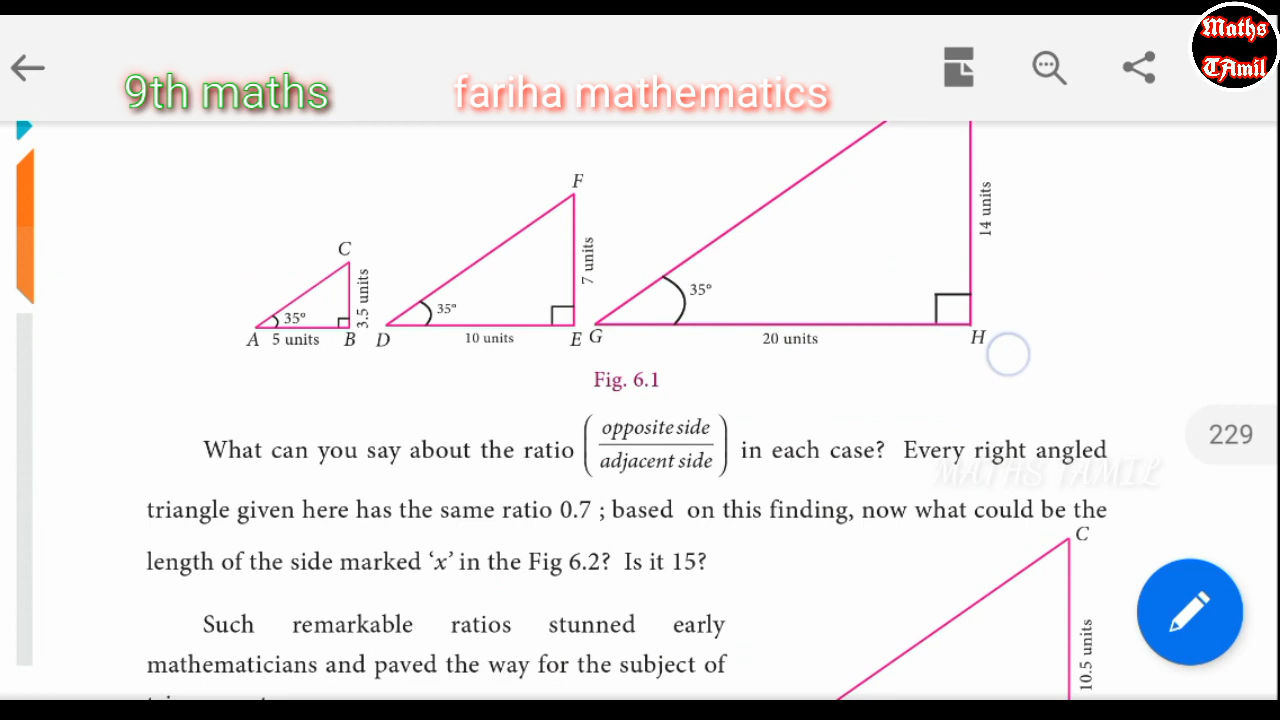 Maths
TAmil
9th maths
fariha mathematics
F
14 units
C
7 units
3.5 units
35°
35°
35°
A 5 units B D 10 units E G 20 units H
Fig. 6.1
What can you say about the ratio (opposite side / adjacent side) in each case? Every right angled
229
MATHS TAMIL
triangle given here has the same ratio 0.7 ; based on this finding, now what could be the
C
length of the side marked ‘x’ in the Fig 6.2? Is it 15?
Such remarkable ratios stunned early
mathematicians and paved the way for the subject of
10.5 units